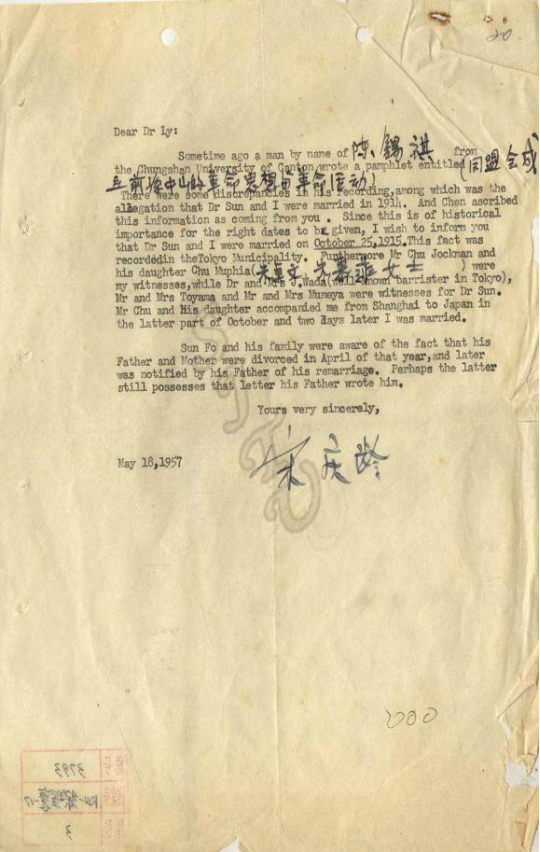 20.
Dear Dr Ly:
Sometime ago a man by name of 陈锡祺 from
the Chungshan University of Canton wrote a pamphlet entitled (同盟会成
立前孙中山的革命思想与革命活动)
There were some discrepancies in his recording, among which was the
allegation that Dr Sun and I were married in 1914. And Chen ascribed
this information as coming from you . Since this is of historical
importance for the right dates to be given, I wish to inform you
that Dr Sun and I were married on October 25,1915. This fact was
recordedin theTokyo Municipality. Furthermore Mr Chu Jockman and
his daughter Chu Muphia(朱卓文, 朱慕菲女士) were
my witnesses, while Dr and Mrs Wada(well known barrister in Tokyo),
Mr and Mrs Toyama and Mr and Mrs Mumeya were witnesses for Dr Sun.
Mr Chu and His daughter accompanied me from Shanghai to Japan in
the latter part of October and two days later I was married.
Sun Fo and his family were aware of the fact that his
Father and Mother were divorced in April of that year, and later
was notified by his Father of his remarriage. Perhaps the latter
still possesses that letter his Father wrote him.
Yours very sincerely,
May 18,1957
宋庆龄
3793
3